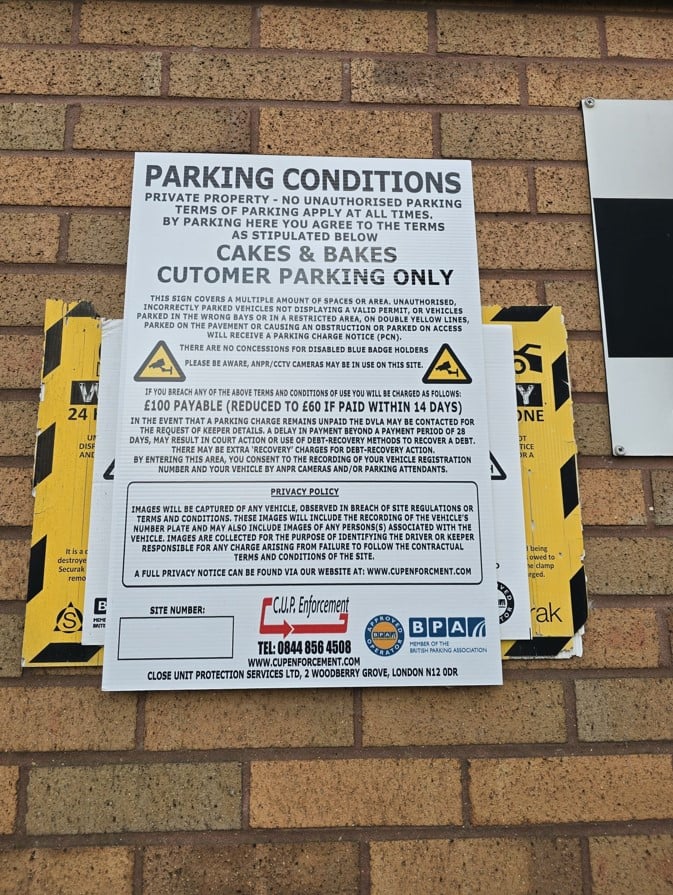 PARKING CONDITIONS
PRIVATE PROPERTY - NO UNAUTHORISED PARKING
TERMS OF PARKING APPLY AT ALL TIMES.
BY PARKING HERE YOU AGREE TO THE TERMS
AS STIPULATED BELOW
CAKES & BAKES
CUTOMER PARKING ONLY
THIS SIGN COVERS A MULTIPLE AMOUNT OF SPACES OR AREA. UNAUTHORISED,
INCORRECTLY PARKED VEHICLES NOT DISPLAYING A VALID PERMIT, OR VEHICLES
PARKED IN THE WRONG BAYS OR IN A RESTRICTED AREA, ON DOUBLE YELLOW LINES,
PARKED ON THE PAVEMENT OR CAUSING AN OBSTRUCTION OR PARKED ON ACCESS
WILL RECEIVE A PARKING CHARGE NOTICE (PCN).
THERE ARE NO CONCESSIONS FOR DISABLED BLUE BADGE HOLDERS
PLEASE BE AWARE, ANPR/CCTV CAMERAS MAY BE IN USE ON THIS SITE.
IF YOU BREACH ANY OF THE ABOVE TERMS AND CONDITIONS OF USE YOU WILL BE CHARGED AS FOLLOWS:
£100 PAYABLE (REDUCED TO £60 IF PAID WITHIN 14 DAYS)
IN THE EVENT THAT A PARKING CHARGE REMAINS UNPAID THE DVLA MAY BE CONTACTED FOR
THE REQUEST OF KEEPER DETAILS. A DELAY IN PAYMENT BEYOND A PAYMENT PERIOD OF 28
DAYS, MAY RESULT IN COURT ACTION OR USE OF DEBT-RECOVERY METHODS TO RECOVER A DEBT.
THERE MAY BE EXTRA 'RECOVERY' CHARGES FOR DEBT-RECOVERY ACTION.
BY ENTERING THIS AREA, YOU CONSENT TO THE RECORDING OF YOUR VEHICLE REGISTRATION
NUMBER AND YOUR VEHICLE BY ANPR CAMERAS AND/OR PARKING ATTENDANTS.
PRIVACY POLICY
IMAGES WILL BE CAPTURED OF ANY VEHICLE, OBSERVED IN BREACH OF SITE REGULATIONS OR
TERMS AND CONDITIONS. THESE IMAGES WILL INCLUDE THE RECORDING OF THE VEHICLE'S
NUMBER PLATE AND MAY ALSO INCLUDE IMAGES OF ANY PERSONS(S) ASSOCIATED WITH THE
VEHICLE. IMAGES ARE COLLECTED FOR THE PURPOSE OF IDENTIFYING THE DRIVER OR KEEPER
RESPONSIBLE FOR ANY CHARGE ARISING FROM FAILURE TO FOLLOW THE CONTRACTUAL
TERMS AND CONDITIONS OF THE SITE.
A FULL PRIVACY NOTICE CAN BE FOUND VIA OUR WEBSITE AT: WWW.CUPENFORCMENT.COM
SITE NUMBER:
C.U.P. Enforcement
TEL: 0844 856 4508
WWW.CUPENFORCEMENT.COM
APPROVED OPERATOR
BPA
BPA
MEMBER OF THE
BRITISH PARKING ASSOCIATION
CLOSE UNIT PROTECTION SERVICES LTD, 2 WOODBERRY GROVE, LONDON N12 0DR
W
24
DIS
AND
It is a
destroye
Securak
remo
S
Y
ONE
being
owed to
e clamp
rged.
rak